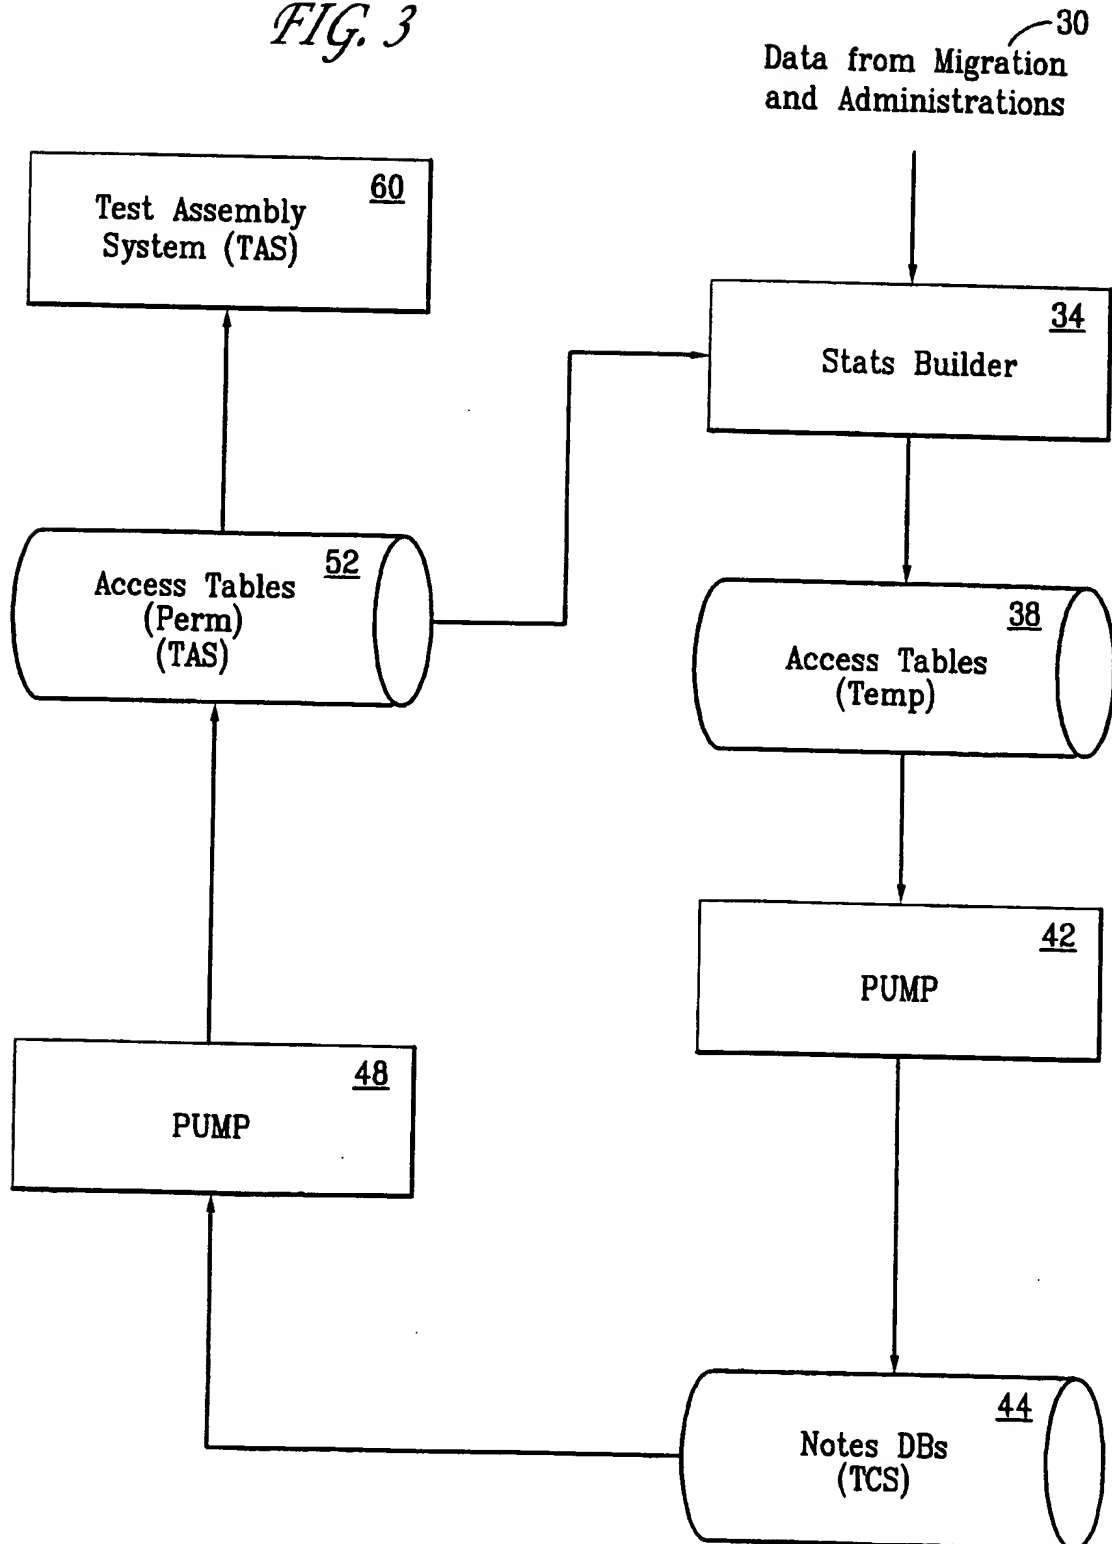 FIG. 3
30
Data from Migration
and Administrations
60
Test Assembly
System (TAS)
34
Stats Builder
52
Access Tables
(Perm)
(TAS)
38
Access Tables
(Temp)
42
PUMP
48
PUMP
44
Notes DBs
(TCS)